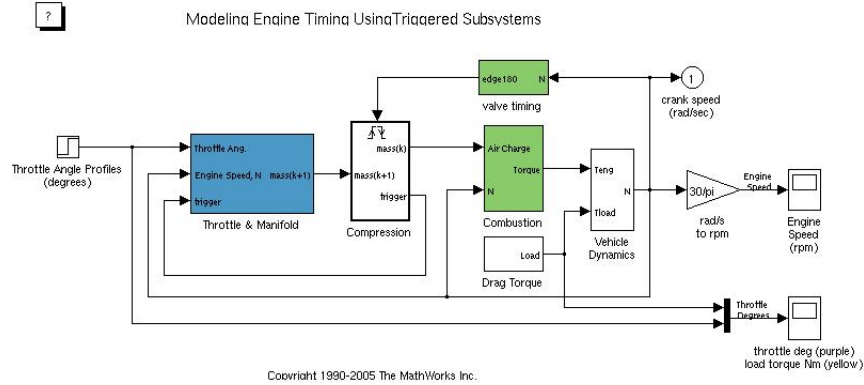 ?
Modeling Engine Timing UsingTriggered Subsystems
edge180 N
valve timing
1
crank speed
(rad/sec)
Throttle Angle Profiles
(degrees)
Throttle Ang.
Engine Speed, N mass(k+1)
trigger
Throttle & Manifold
mass(k)
mass(k+1)
trigger
Compression
Air Charge
Torque
N
Combustion
Teng
N
Tload
Vehicle
Dynamics
Load
Drag Torque
30/pi
rad/s
to rpm
Engine
Speed
Engine
Speed
(rpm)
Throttle
Degrees
throttle deg (purple)
load torque Nm (yellow)
Copyright 1990-2005 The MathWorks Inc.